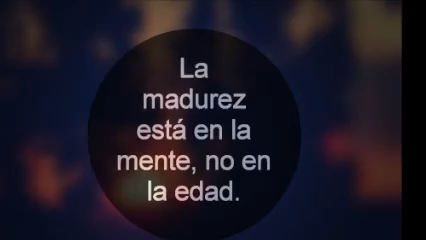 La
madurez
está en la
mente, no en
la edad.